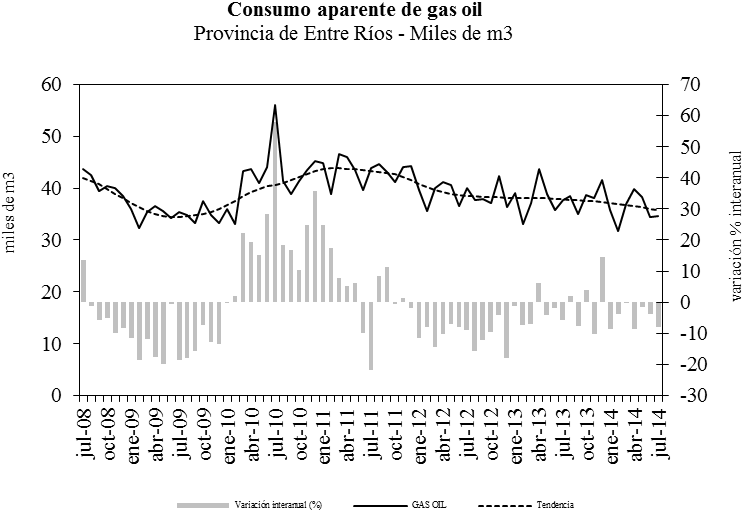 Consumo aparente de gas oil
Provincia de Entre Ríos - Miles de m3
60
50
40
30
20
10
0
miles de m3
70
60
50
40
30
20
10
0
-10
-20
-30
variación % interanual
jul-08
oct-08
ene-09
abr-09
jul-09
oct-09
ene-10
abr-10
jul-10
oct-10
ene-11
abr-11
jul-11
oct-11
ene-12
abr-12
jul-12
oct-12
ene-13
abr-13
jul-13
oct-13
ene-14
abr-14
jul-14
Variación interanual (%)
GAS OIL
Tendencia